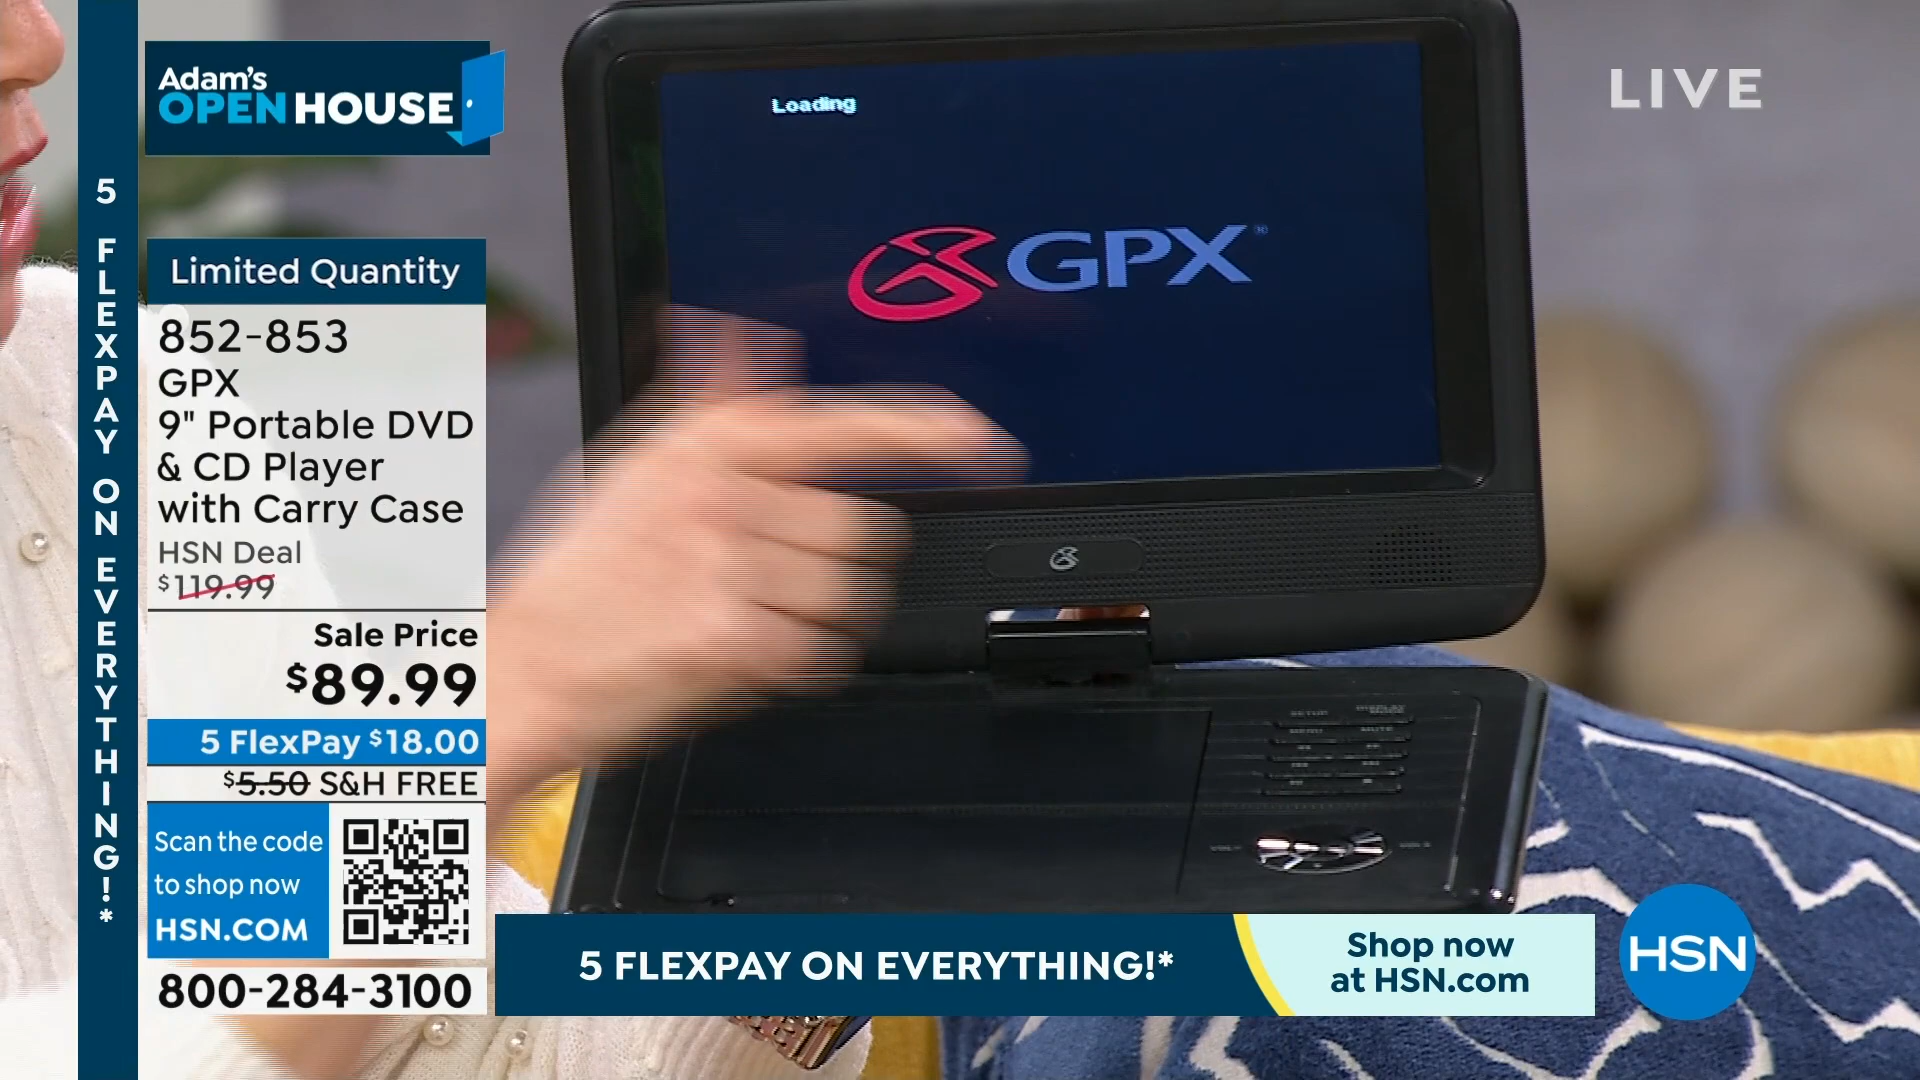 Adam's
OPEN HOUSE
5 FLEXPAY ON EVERYTHING!*
Limited Quantity
852-853
GPX
9" Portable DVD
& CD Player
with Carry Case
HSN Deal
$119.99
Sale Price
$89.99
5 FlexPay $18.00
$5.50 S&H FREE
Scan the code
to shop now
HSN.COM
800-284-3100
Loading
GPX®
LIVE
SETUP
MENU MUTE
5 FLEXPAY ON EVERYTHING!*
Shop now
at HSN.com
HSN